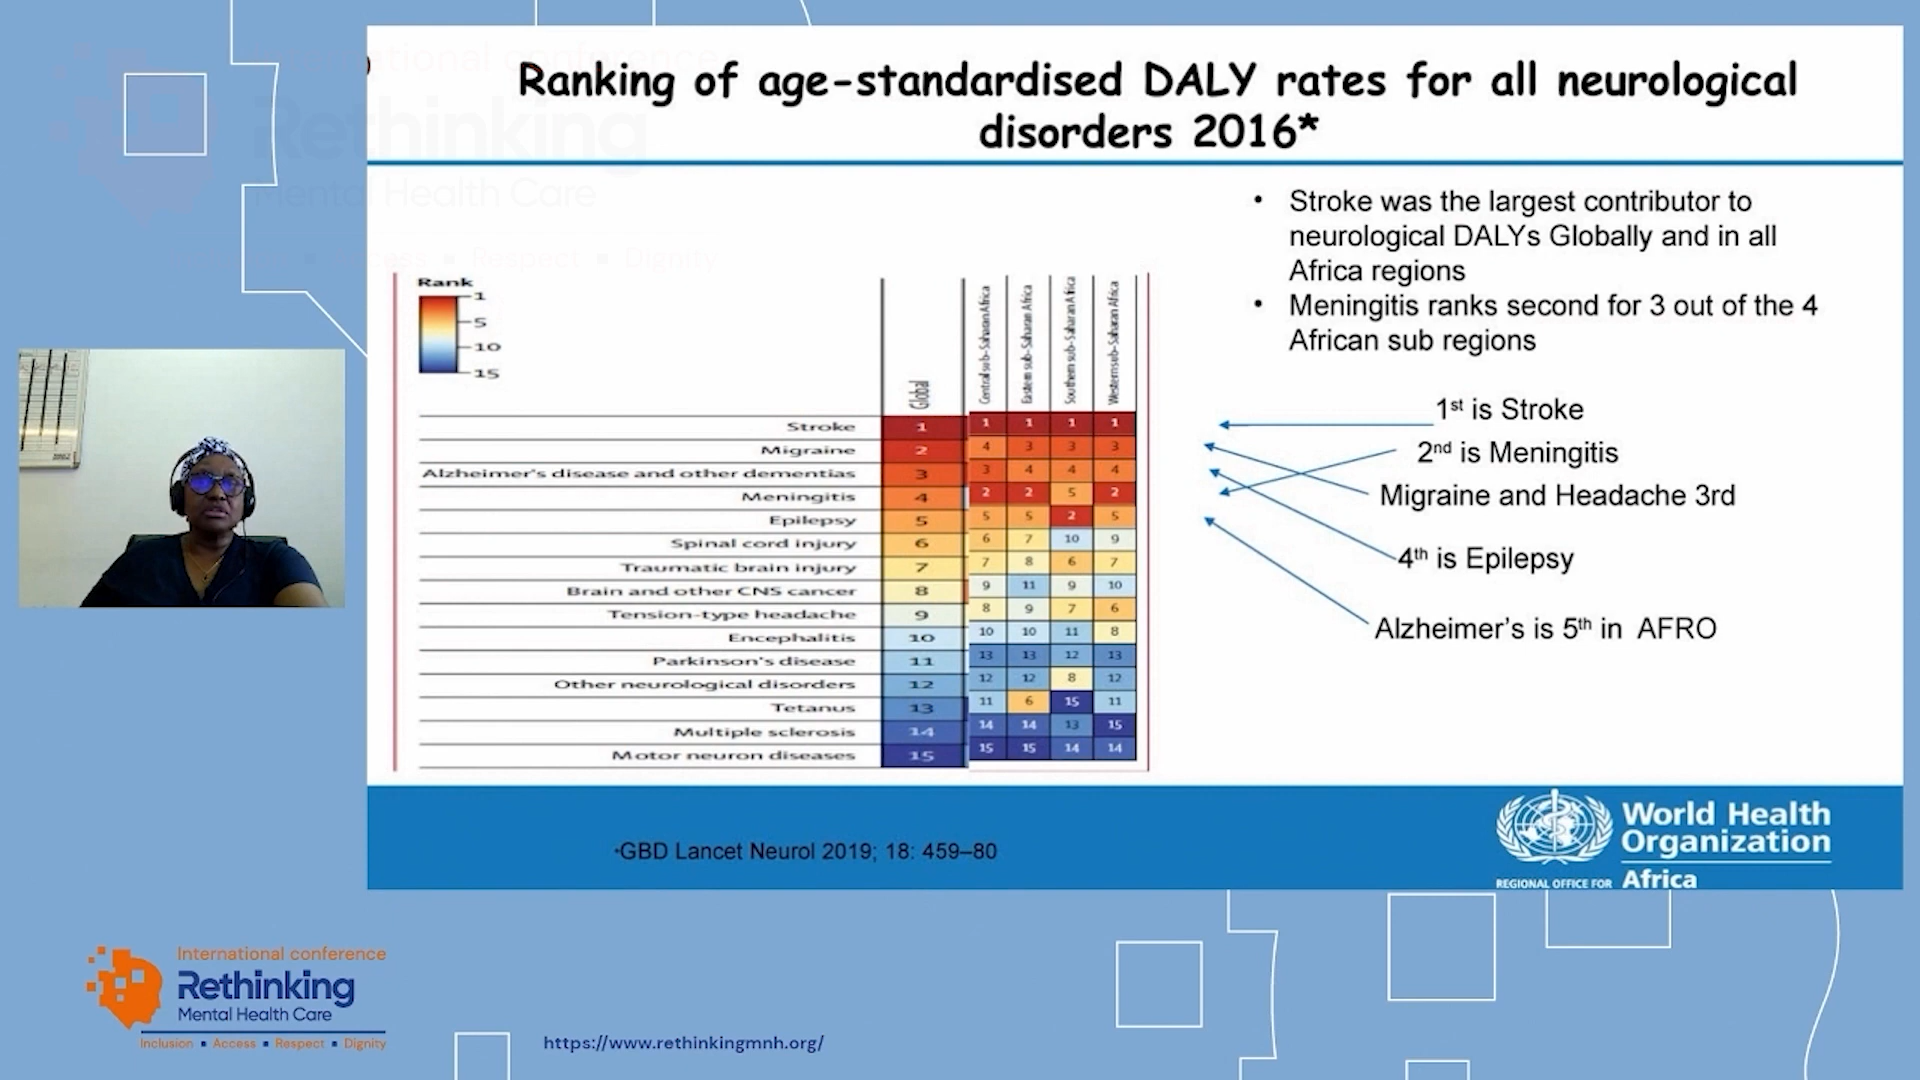 International conference
Rethinking
Mental Health Care
Access ▪ Respect ▪ Dignity
Ranking of age-standardised DALY rates for all neurological
disorders 2016*
• Stroke was the largest contributor to
neurological DALYs Globally and in all
Africa regions
• Meningitis ranks second for 3 out of the 4
African sub regions
Rank
1
5
10
15
Global
Central sub-Saharan Africa
Eastern sub-Saharan Africa
Southern sub-Saharan Africa
Western sub-Saharan Africa
Stroke 1 1 1 1 1
Migraine 2 4 3 3 3
Alzheimer's disease and other dementias 3 3 4 4 4
Meningitis 4 2 2 5 2
Epilepsy 5 5 5 2 5
Spinal cord injury 6 6 7 10 9
Traumatic brain injury 7 7 8 6 7
Brain and other CNS cancer 8 9 11 9 10
Tension-type headache 9 8 9 7 6
Encephalitis 10 10 10 11 8
Parkinson's disease 11 13 13 12 13
Other neurological disorders 12 12 12 8 12
Tetanus 13 11 6 15 11
Multiple sclerosis 14 14 14 13 15
Motor neuron diseases 15 15 15 14 14
1st is Stroke
2nd is Meningitis
Migraine and Headache 3rd
4th is Epilepsy
Alzheimer's is 5th in AFRO
*GBD Lancet Neurol 2019; 18: 459–80
World Health
Organization
REGIONAL OFFICE FOR Africa
International conference
Rethinking
Mental Health Care
Inclusion ▪ Access ▪ Respect ▪ Dignity
https://www.rethinkingmnh.org/